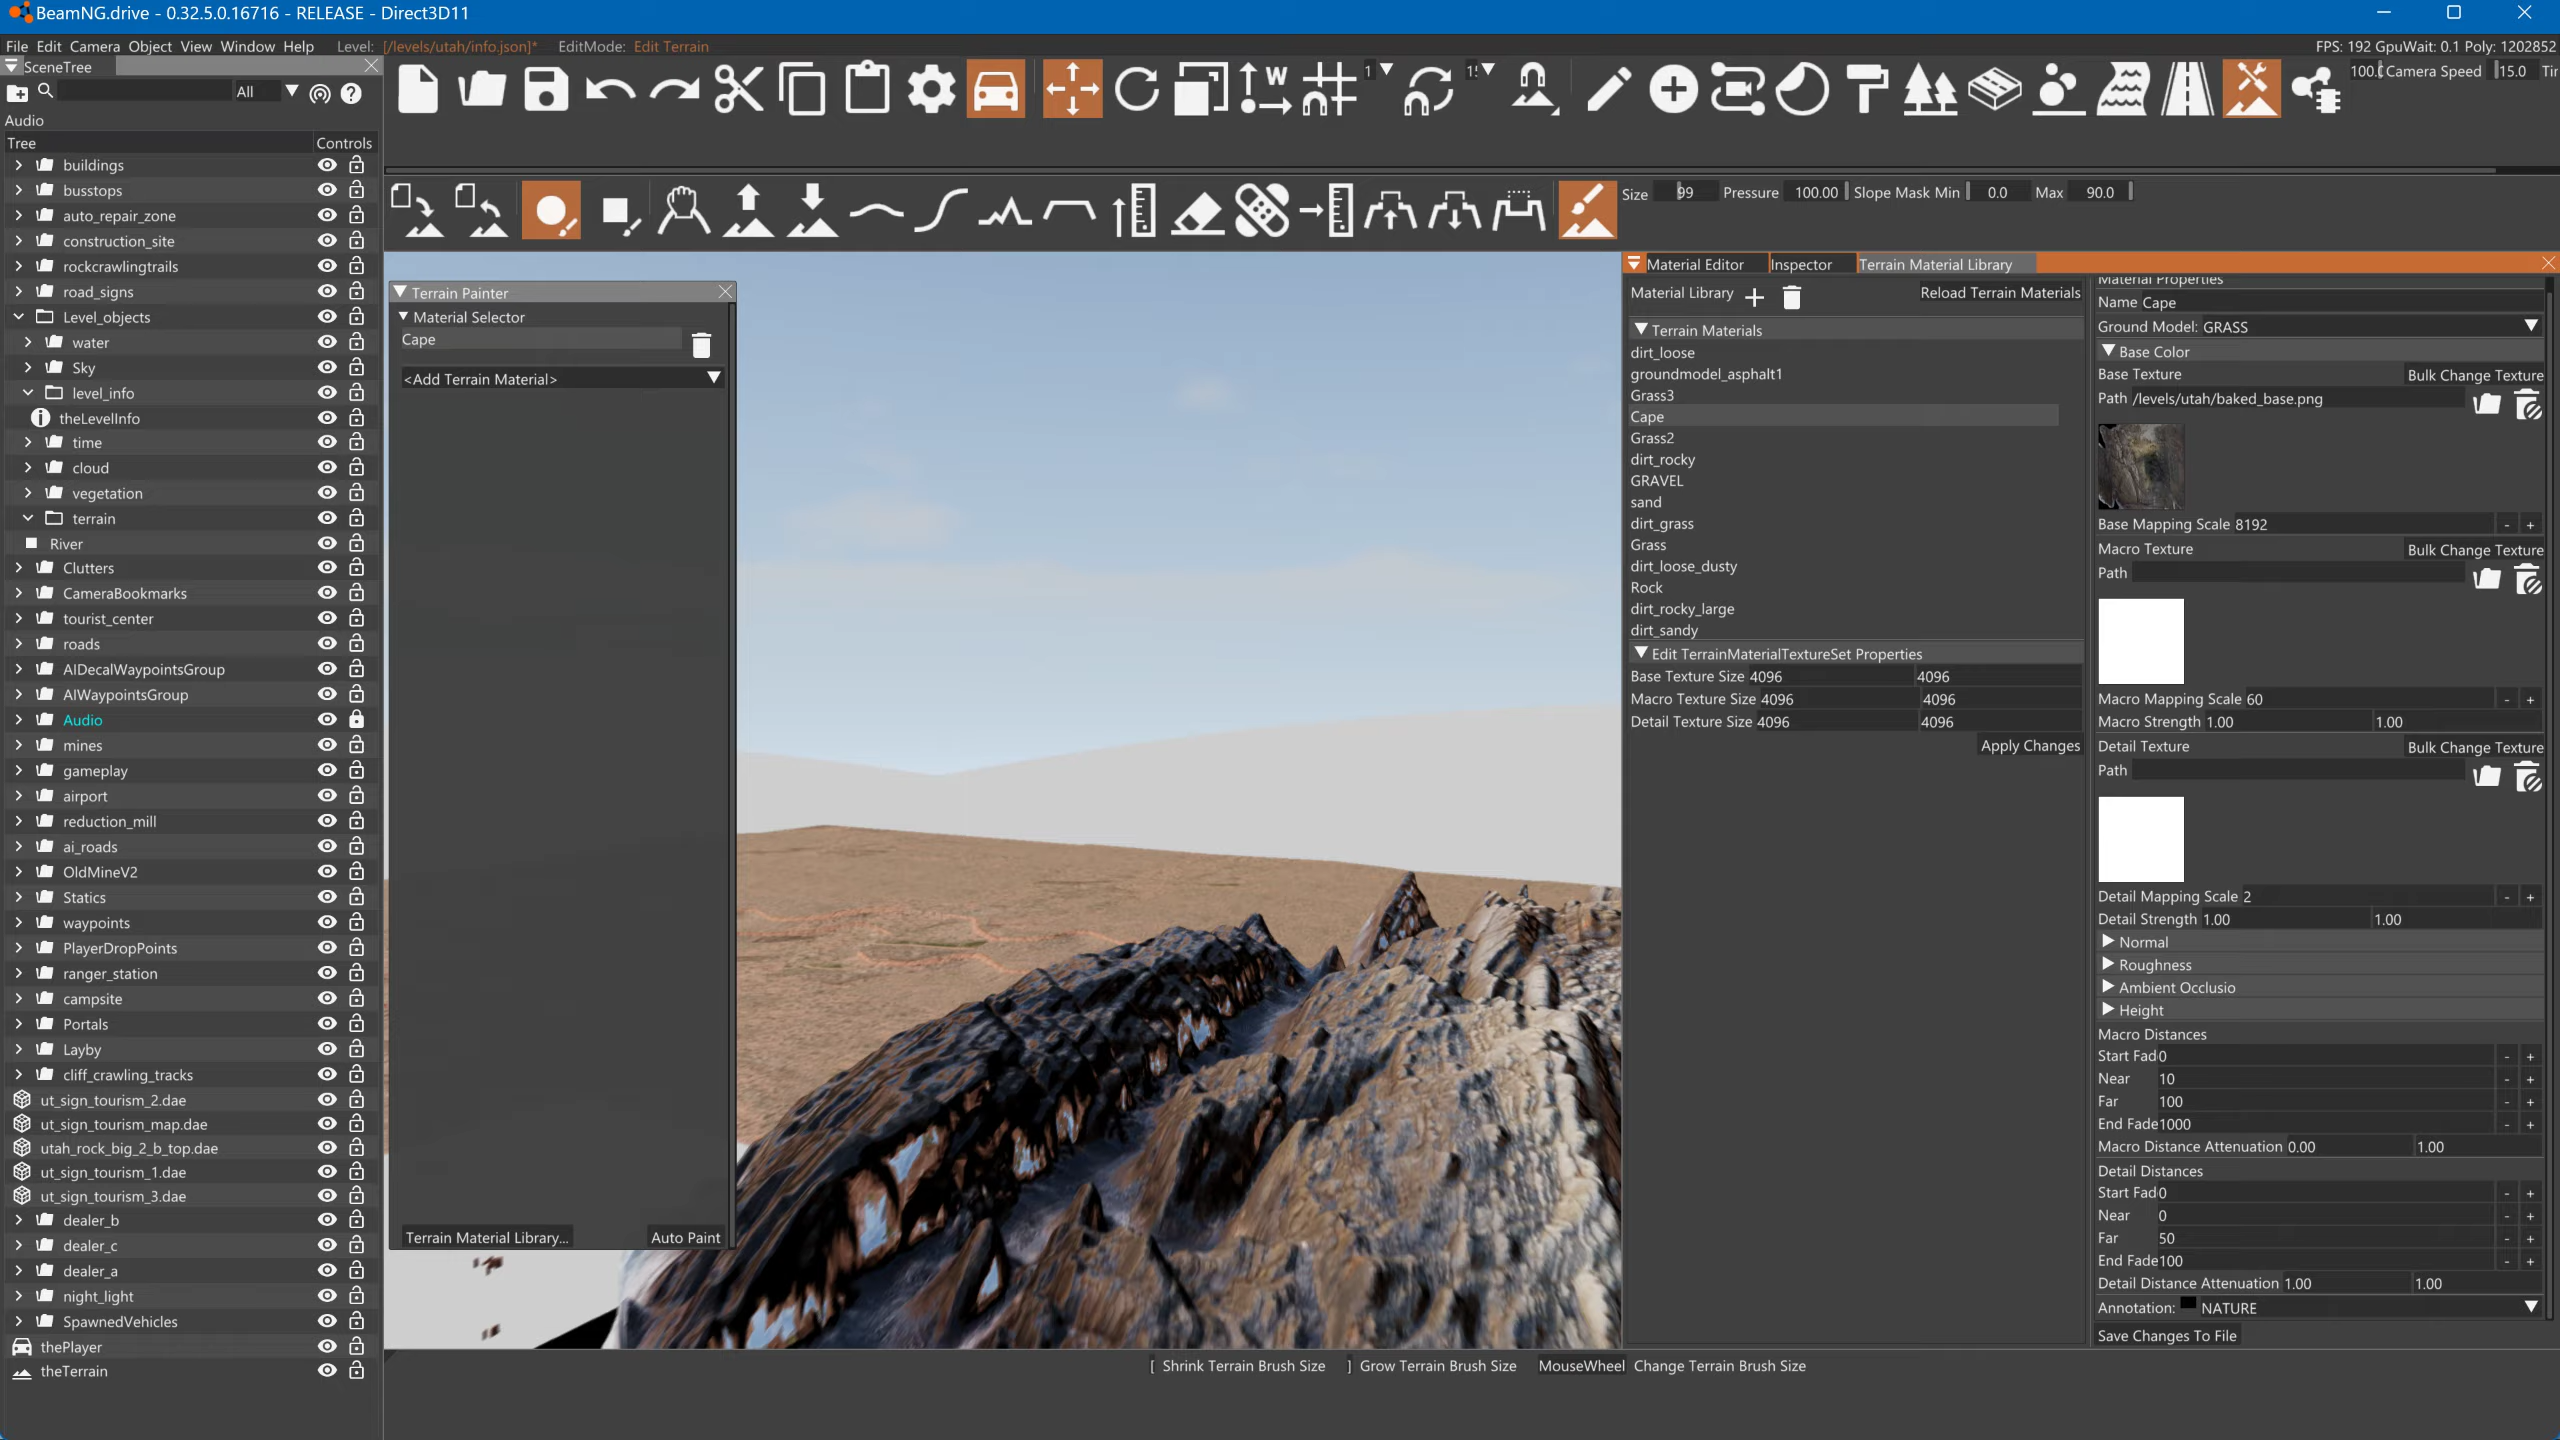 BeamNG.drive - 0.32.5.0.16716 - RELEASE - Direct3D11
File Edit Camera Object View Window Help Level: [/levels/utah/info.json]* EditMode: Edit Terrain
FPS: 192 GpuWait: 0.1 Poly: 1202852
SceneTree
All
Audio
Tree Controls
buildings
busstops
auto_repair_zone
construction_site
rockcrawlingtrails
road_signs
Level_objects
water
Sky
level_info
theLevelInfo
time
cloud
vegetation
terrain
River
Clutters
CameraBookmarks
tourist_center
roads
AIDecalWaypointsGroup
AIWaypointsGroup
Audio
mines
gameplay
airport
reduction_mill
ai_roads
OldMineV2
Statics
waypoints
PlayerDropPoints
ranger_station
campsite
Portals
Layby
cliff_crawling_tracks
ut_sign_tourism_2.dae
ut_sign_tourism_map.dae
utah_rock_big_2_b_top.dae
ut_sign_tourism_1.dae
ut_sign_tourism_3.dae
dealer_b
dealer_c
dealer_a
night_light
SpawnedVehicles
thePlayer
theTerrain
W 1 Camera Speed 15.0
Size 99 Pressure 100.00 Slope Mask Min 0.0 Max 90.0
Terrain Painter
Material Selector
Cape
<Add Terrain Material>
Terrain Material Library... Auto Paint
Material Editor Inspector Terrain Material Library
Material Library Reload Terrain Materials
Terrain Materials
dirt_loose
groundmodel_asphalt1
Grass3
Cape
Grass2
dirt_rocky
GRAVEL
sand
dirt_grass
Grass
dirt_loose_dusty
Rock
dirt_rocky_large
dirt_sandy
Edit TerrainMaterialTextureSet Properties
Base Texture Size 4096 4096
Macro Texture Size 4096 4096
Detail Texture Size 4096 4096
Apply Changes
Material Properties
Name Cape
Ground Model: GRASS
Base Color
Base Texture Bulk Change Texture
Path /levels/utah/baked_base.png
Base Mapping Scale 8192 - +
Macro Texture Bulk Change Texture
Path
Macro Mapping Scale 60 - +
Macro Strength 1.00 1.00
Detail Texture Bulk Change Texture
Path
Detail Mapping Scale 2 - +
Detail Strength 1.00 1.00
Normal
Roughness
Ambient Occlusio
Height
Macro Distances
Start Fad 0 - +
Near 10 - +
Far 100 - +
End Fade 1000 - +
Macro Distance Attenuation 0.00 1.00
Detail Distances
Start Fad 0 - +
Near 0 - +
Far 50 - +
End Fade 100 - +
Detail Distance Attenuation 1.00 1.00
Annotation: NATURE
Save Changes To File
[ Shrink Terrain Brush Size ] Grow Terrain Brush Size MouseWheel Change Terrain Brush Size